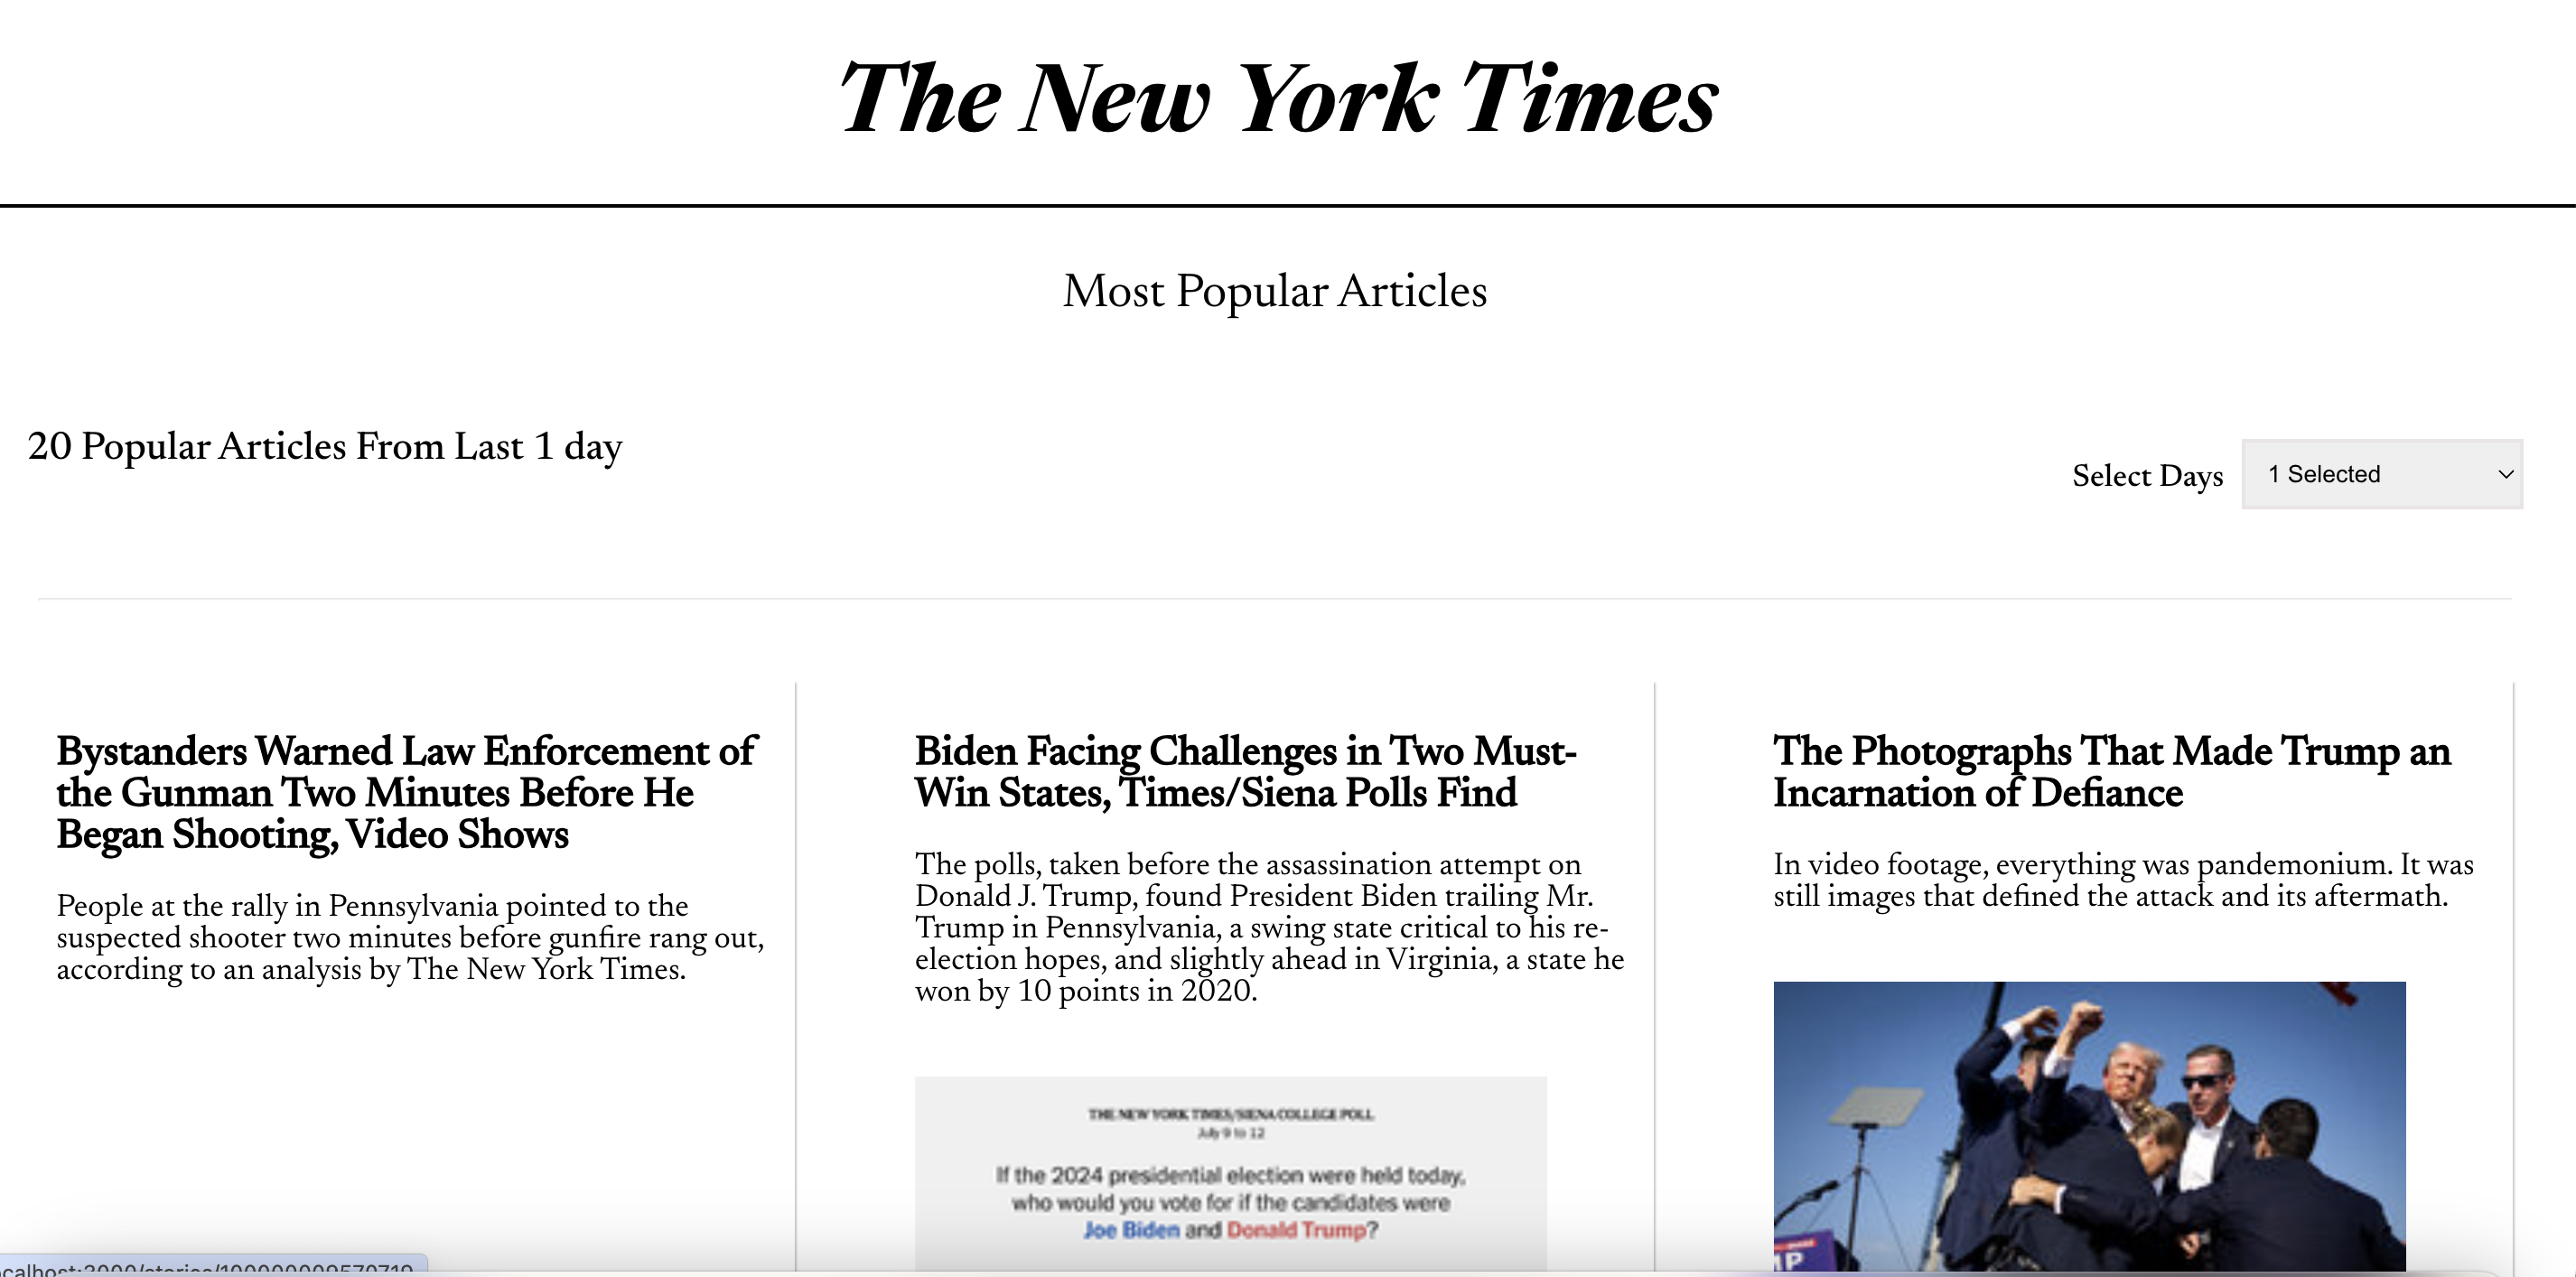 The New York Times
Most Popular Articles
20 Popular Articles From Last 1 day
Select Days
1 Selected
Bystanders Warned Law Enforcement of
the Gunman Two Minutes Before He
Began Shooting, Video Shows
People at the rally in Pennsylvania pointed to the
suspected shooter two minutes before gunfire rang out,
according to an analysis by The New York Times.
Biden Facing Challenges in Two Must-
Win States, Times/Siena Polls Find
The polls, taken before the assassination attempt on
Donald J. Trump, found President Biden trailing Mr.
Trump in Pennsylvania, a swing state critical to his re-
election hopes, and slightly ahead in Virginia, a state he
won by 10 points in 2020.
THE NEW YORK TIMES/SIENA COLLEGE POLL
July 9 to 12
If the 2024 presidential election were held today,
who would you vote for if the candidates were
Joe Biden and Donald Trump?
The Photographs That Made Trump an
Incarnation of Defiance
In video footage, everything was pandemonium. It was
still images that defined the attack and its aftermath.